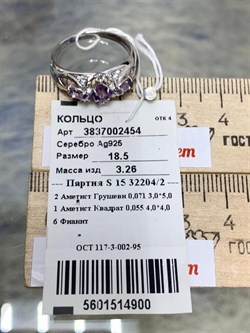 КОЛЬЦО
ОТК 4
Арт 3837002454
Серебро Ag925
Размер 18.5
Масса изд 3.26
Партия S 15 32204/2
2 Аметист Грушеви 0,071 3,0*5,0
1 Аметист Квадрат 0,055 4,0*4,0
6 Фианит
ОСТ 117-3-002-95
5601514900